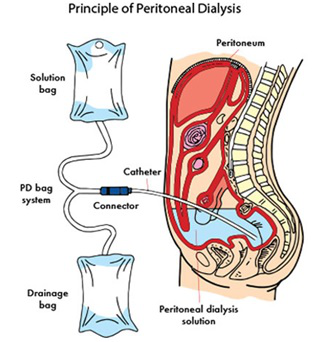 Principle of Peritoneal Dialysis
Peritoneum
Solution
bag
Catheter
PD bag
system
Connector
Drainage
bag
Peritoneal dialysis
solution